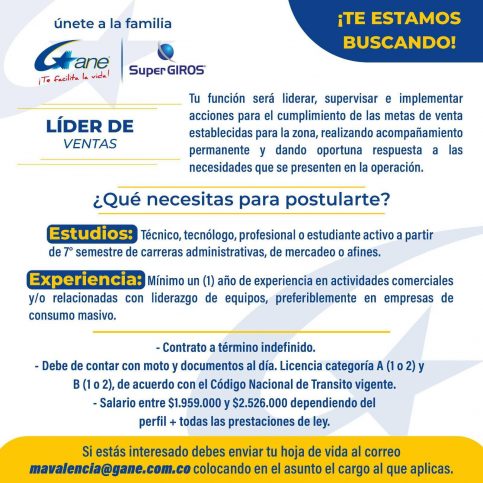 únete a la familia
¡TE ESTAMOS
BUSCANDO!
Gane
¡Te facilita la vida!
SuperGIROS
LÍDER DE
VENTAS
Tu función será liderar, supervisar e implementar
acciones para el cumplimiento de las metas de venta
establecidas para la zona, realizando acompañamiento
permanente y dando oportuna respuesta a las
necesidades que se presenten en la operación.
¿Qué necesitas para postularte?
Estudios: Técnico, tecnólogo, profesional o estudiante activo a partir
de 7° semestre de carreras administrativas, de mercadeo o afines.
Experiencia: Mínimo un (1) año de experiencia en actividades comerciales
y/o relacionadas con liderazgo de equipos, preferiblemente en empresas de
consumo masivo.
- Contrato a término indefinido.
- Debe de contar con moto y documentos al día. Licencia categoría A (1 o 2) y
B (1 o 2), de acuerdo con el Código Nacional de Transito vigente.
- Salario entre $1.959.000 y $2.526.000 dependiendo del
perfil + todas las prestaciones de ley.
Si estás interesado debes enviar tu hoja de vida al correo
mavalencia@gane.com.co colocando en el asunto el cargo al que aplicas.